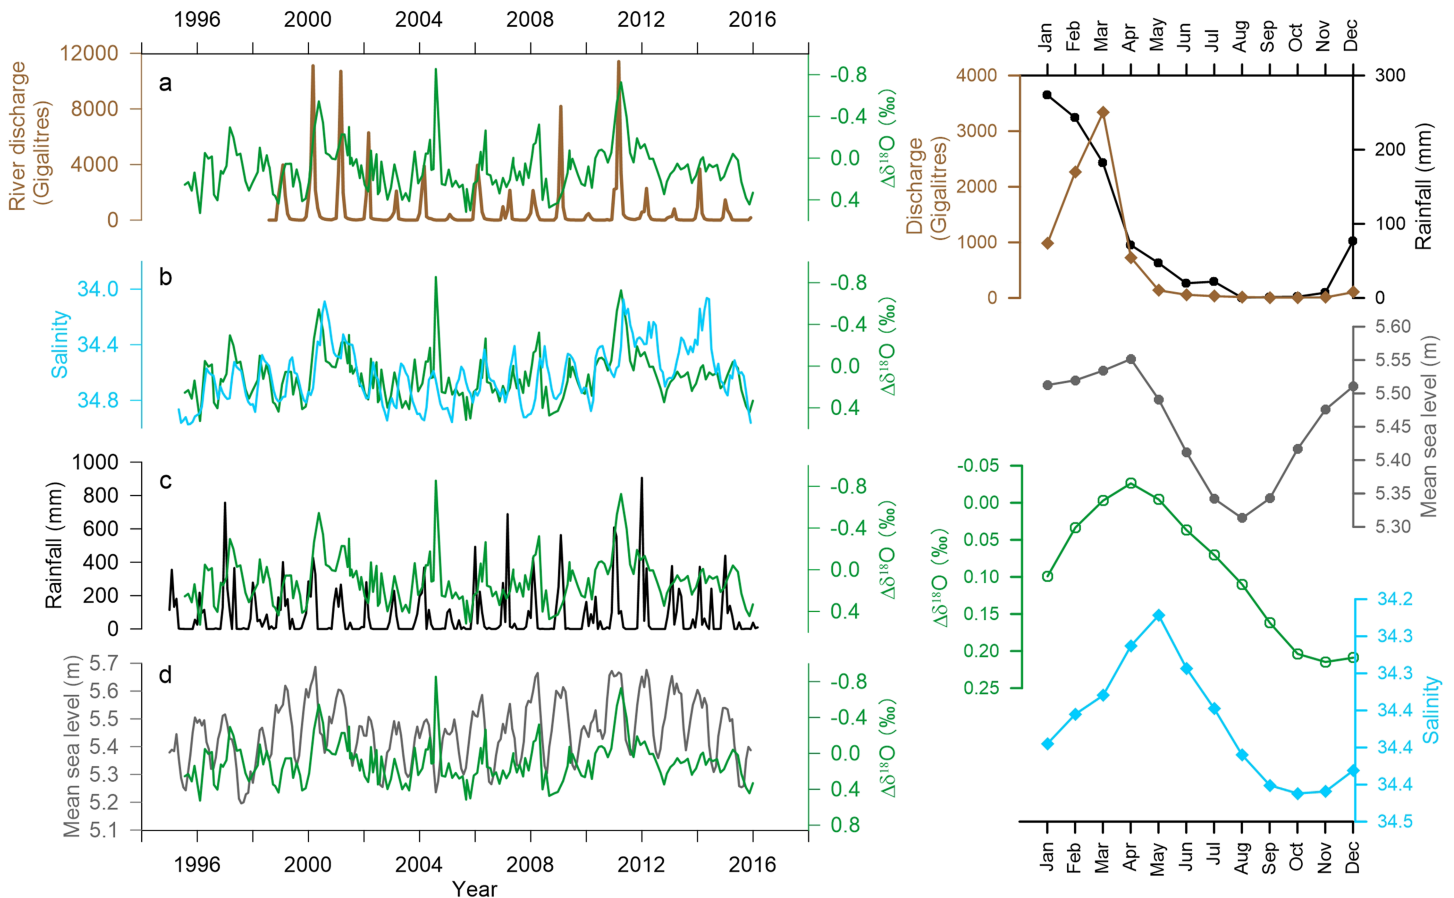 1996 2000 2004 2008 2012 2016
a
River discharge
(Gigalitres)
12000
8000
4000
0
-0.8
-0.4
0.0
0.4
Δδ¹⁸O (‰)
b
Salinity
34.0
34.4
34.8
-0.8
-0.4
0.0
0.4
Δδ¹⁸O (‰)
c
Rainfall (mm)
1000
800
600
400
200
0
-0.8
-0.4
0.0
0.4
Δδ¹⁸O (‰)
d
Mean sea level (m)
5.7
5.6
5.5
5.4
5.3
5.2
5.1
-0.8
-0.4
0.0
0.4
0.8
Δδ¹⁸O (‰)
1996 2000 2004 2008 2012 2016
Year
Jan Feb Mar Apr May Jun Jul Aug Sep Oct Nov Dec
Discharge
(Gigalitres)
4000
3000
2000
1000
0
300
200
100
0
Rainfall (mm)
5.60
5.55
5.50
5.45
5.40
5.35
5.30
Mean sea level (m)
-0.05
0.00
0.05
0.10
0.15
0.20
0.25
Δδ¹⁸O (‰)
34.2
34.3
34.3
34.4
34.4
34.4
34.5
Salinity
Jan Feb Mar Apr May Jun Jul Aug Sep Oct Nov Dec